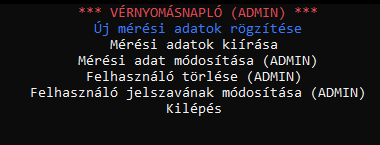 *** VÉRNYOMÁSNAPLÓ (ADMIN) ***
Új mérési adatok rögzítése
Mérési adatok kiírása
Mérési adat módosítása (ADMIN)
Felhasználó törlése (ADMIN)
Felhasználó jelszavának módosítása (ADMIN)
Kilépés